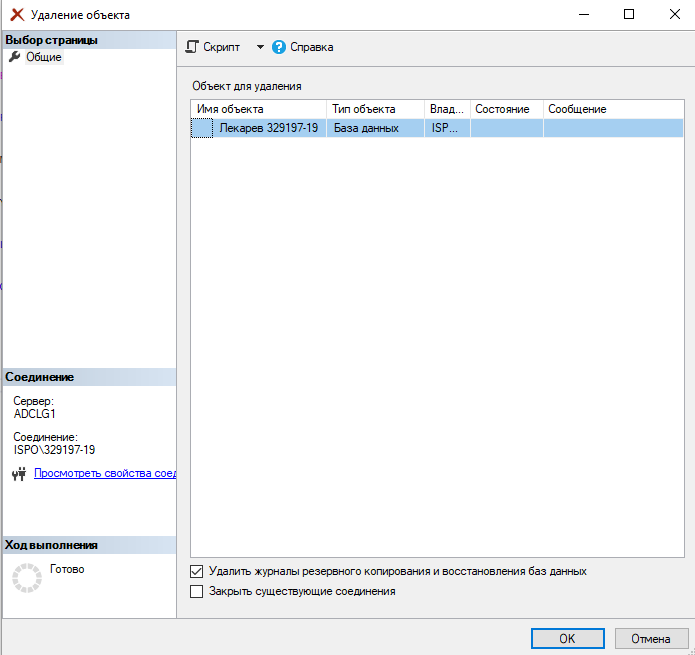 Удаление объекта
Выбор страницы
Общие
Скрипт
Справка
Объект для удаления
Имя объекта Тип объекта Влад... Состояние Сообщение
Лекарев 329197-19 База данных ISP...
Соединение
Сервер:
ADCLG1
Соединение:
ISPO\329197-19
Просмотреть свойства соед
Ход выполнения
Готово
Удалить журналы резервного копирования и восстановления баз данных
Закрыть существующие соединения
OK Отмена